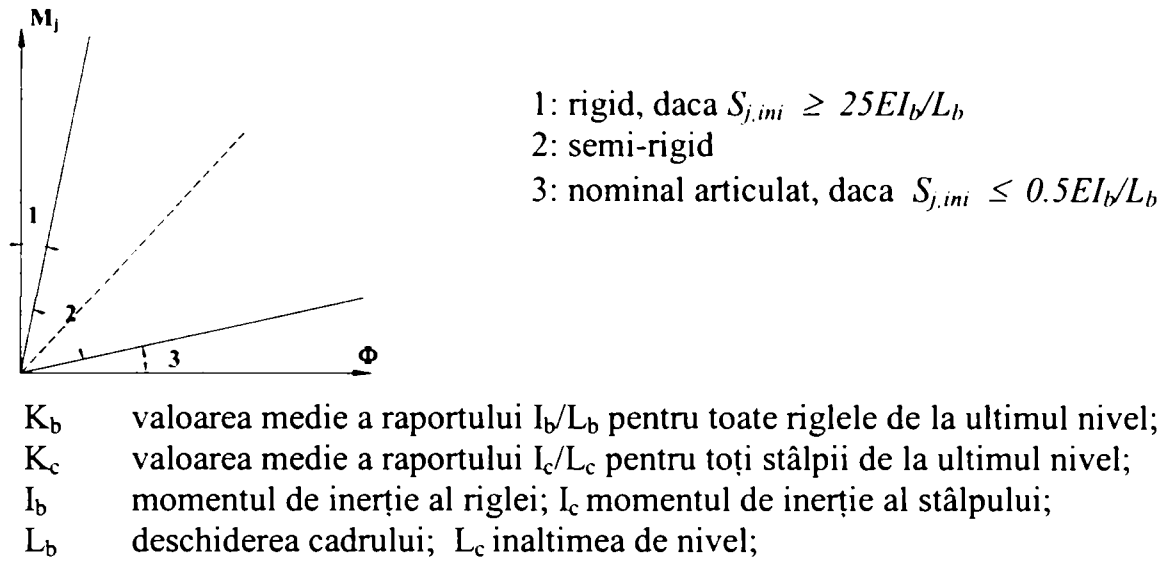 M_j
1: rigid, daca S_{j,ini} ≥ 25EI_b/L_b
2: semi-rigid
3: nominal articulat, daca S_{j,ini} ≤ 0.5EI_b/L_b
1
2
3
Φ
K_b valoarea medie a raportului I_b/L_b pentru toate riglele de la ultimul nivel;
K_c valoarea medie a raportului I_c/L_c pentru toți stâlpii de la ultimul nivel;
I_b momentul de inerție al riglei; I_c momentul de inerție al stâlpului;
L_b deschiderea cadrului; L_c inaltimea de nivel;